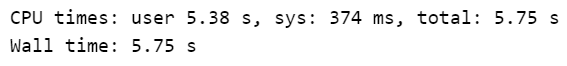 CPU times: user 5.38 s, sys: 374 ms, total: 5.75 s
Wall time: 5.75 s